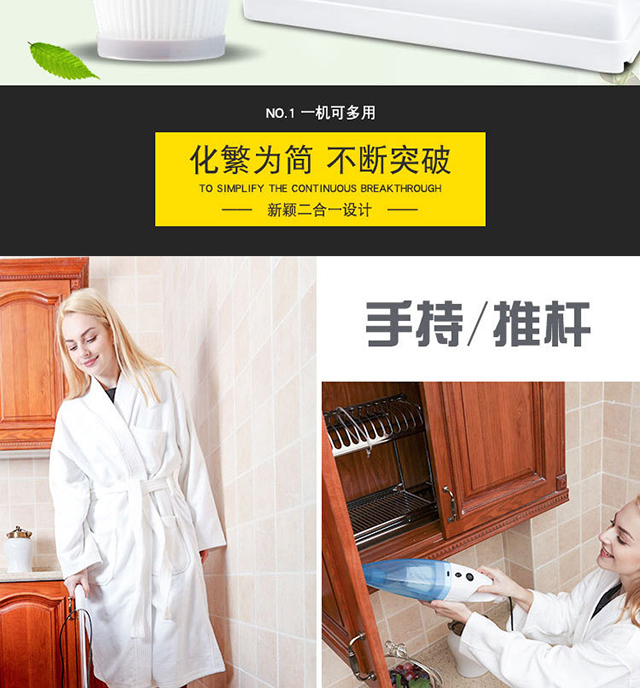 NO.1 一机可多用
化繁为简 不断突破
TO SIMPLIFY THE CONTINUOUS BREAKTHROUGH
新颖二合一设计
手持/推杆